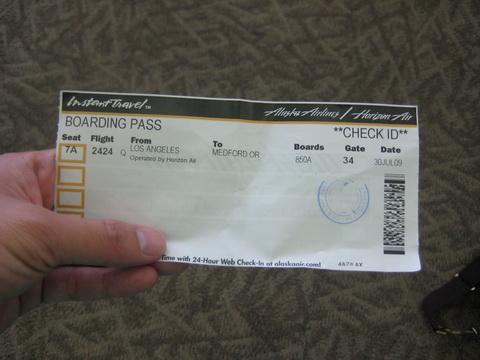 Instant Travel™ Alaska Airlines / Horizon Air
BOARDING PASS **CHECK ID**
Seat Flight From To Boards Gate Date
7A 2424 Q LOS ANGELES MEDFORD OR 850A 34 30JUL09
Operated by Horizon Air
time with 24-Hour Web Check-In at alaskaair.com!